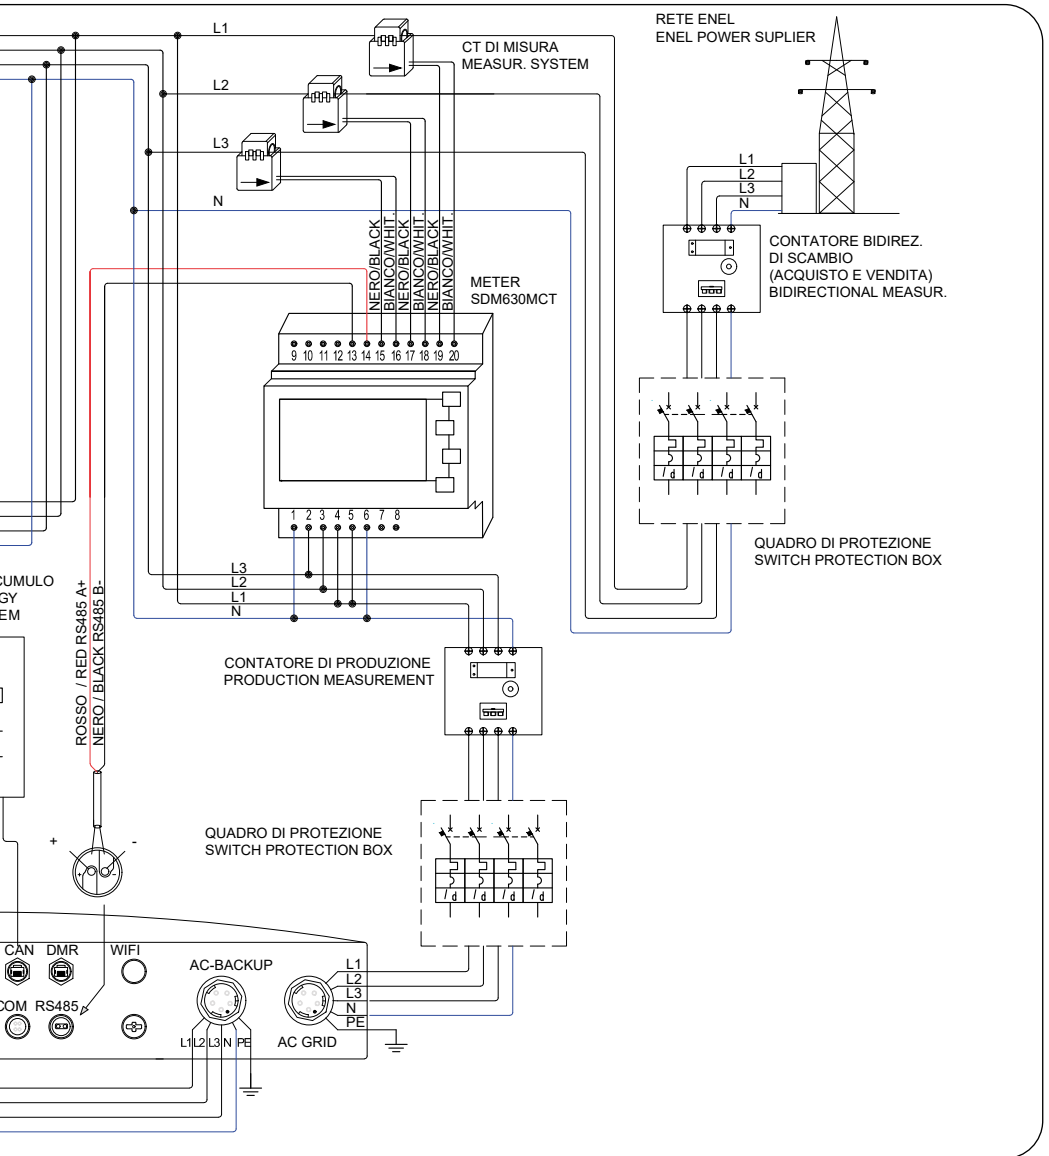 RETE ENEL
ENEL POWER SUPLIER
L1
CT DI MISURA
MEASUR. SYSTEM
L2
L3
N
L1
L2
L3
N
CONTATORE BIDIREZ.
DI SCAMBIO
(ACQUISTO E VENDITA)
BIDIRECTIONAL MEASUR.
NERO/BLACK
BIANCO/WHIT.
NERO/BLACK
BIANCO/WHIT.
NERO/BLACK
BIANCO/WHIT.
METER
SDM630MCT
9 10 11 12 13 14 15 16 17 18 19 20
1 2 3 4 5 6 7 8
I d I d I d I d
QUADRO DI PROTEZIONE
SWITCH PROTECTION BOX
L3
L2
L1
N
CUMULO
GY
EM
ROSSO / RED RS485 A+
NERO / BLACK RS485 B-
CONTATORE DI PRODUZIONE
PRODUCTION MEASUREMENT
QUADRO DI PROTEZIONE
SWITCH PROTECTION BOX
I d I d I d I d
+ -
+ -
CAN DMR WIFI
COM RS485
AC-BACKUP
L1 L2 L3 N PE
AC GRID
L1
L2
L3
N
PE